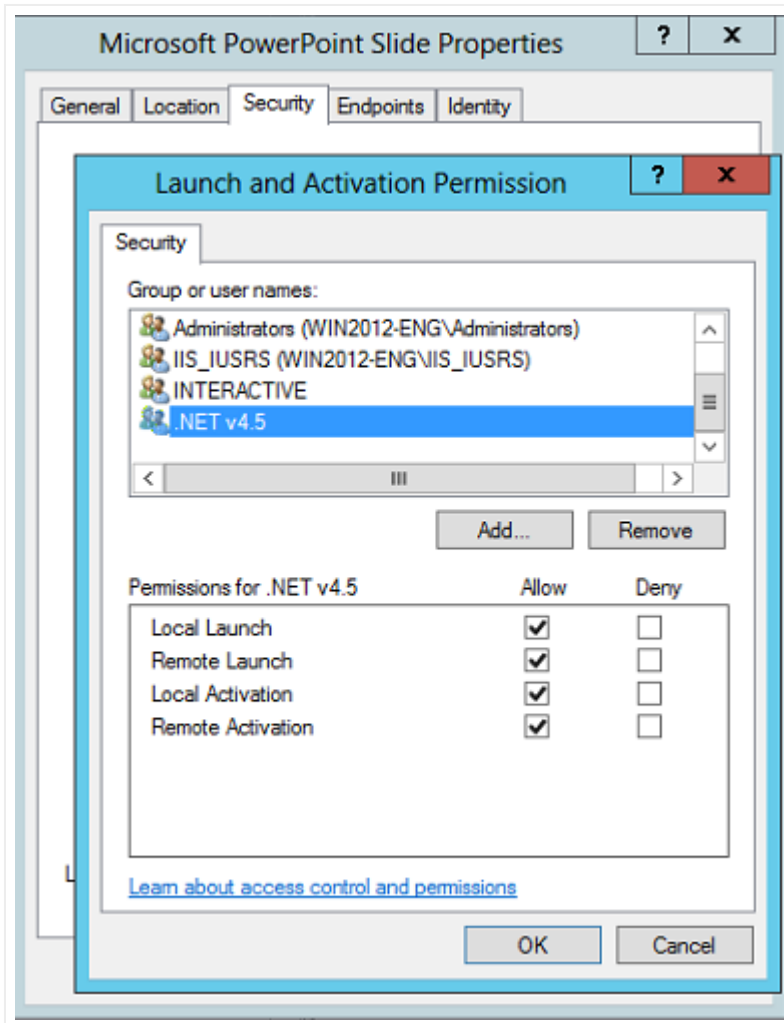 Microsoft PowerPoint Slide Properties ? x
General Location Security Endpoints Identity
Launch and Activation Permission ? x
Security
Group or user names:
Administrators (WIN2012-ENG\Administrators)
IIS_IUSRS (WIN2012-ENG\IIS_IUSRS)
INTERACTIVE
.NET v4.5
Add... Remove
Permissions for .NET v4.5 Allow Deny
Local Launch
Remote Launch
Local Activation
Remote Activation
Learn about access control and permissions
OK Cancel